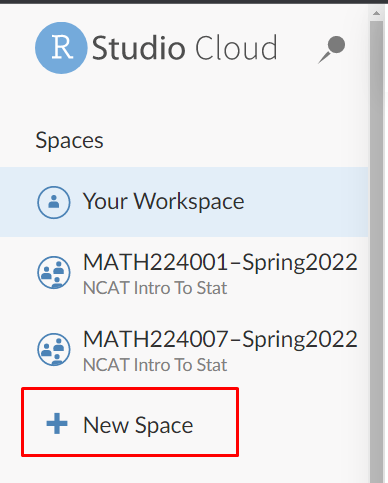 R Studio Cloud
Spaces
Your Workspace
MATH224001–Spring2022
NCAT Intro To Stat
MATH224007–Spring2022
NCAT Intro To Stat
New Space